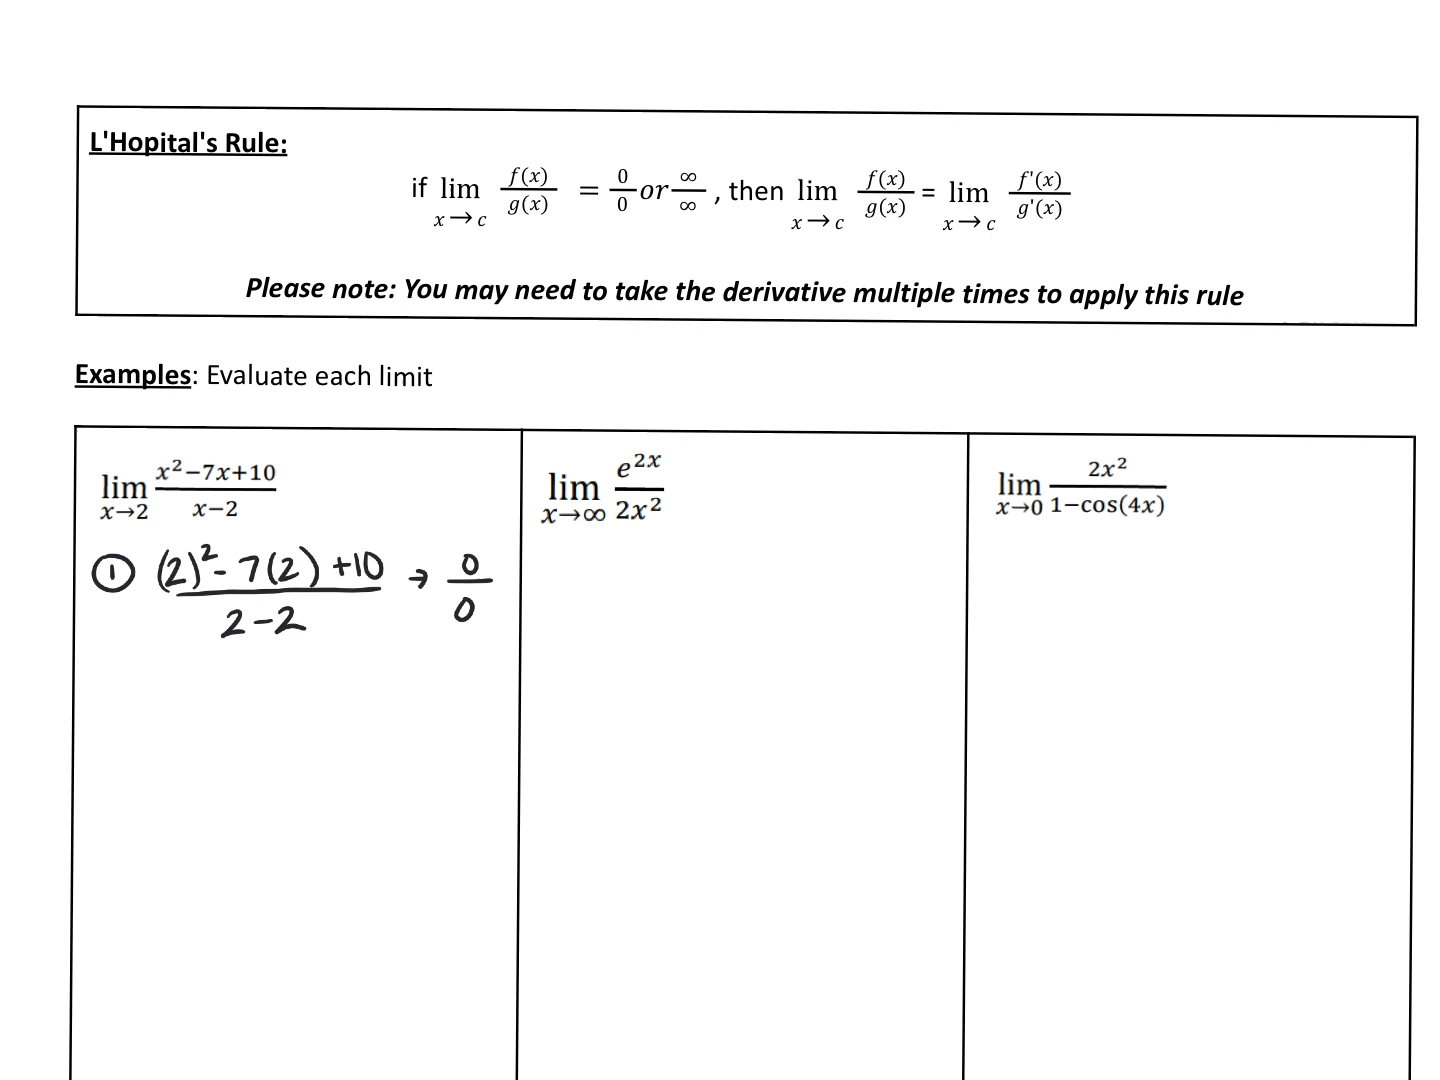 L'Hopital's Rule:
if lim x→c f(x)/g(x) = 0/0 or ∞/∞ , then lim x→c f(x)/g(x) = lim x→c f'(x)/g'(x)
Please note: You may need to take the derivative multiple times to apply this rule
Examples: Evaluate each limit
lim x→2 x²−7x+10 / x−2
① (2)² - 7(2) +10 / 2-2 → 0/0
lim x→∞ e²ˣ / 2x²
lim x→0 2x² / 1−cos(4x)